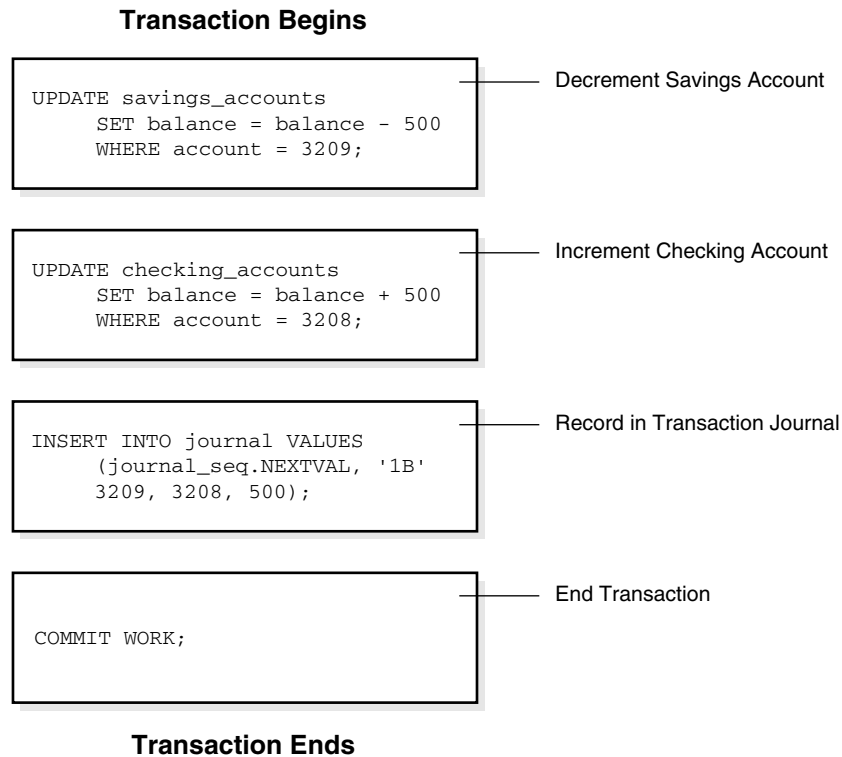 Transaction Begins
UPDATE savings_accounts
SET balance = balance - 500
WHERE account = 3209;
Decrement Savings Account
UPDATE checking_accounts
SET balance = balance + 500
WHERE account = 3208;
Increment Checking Account
INSERT INTO journal VALUES
(journal_seq.NEXTVAL, '1B'
3209, 3208, 500);
Record in Transaction Journal
COMMIT WORK;
End Transaction
Transaction Ends